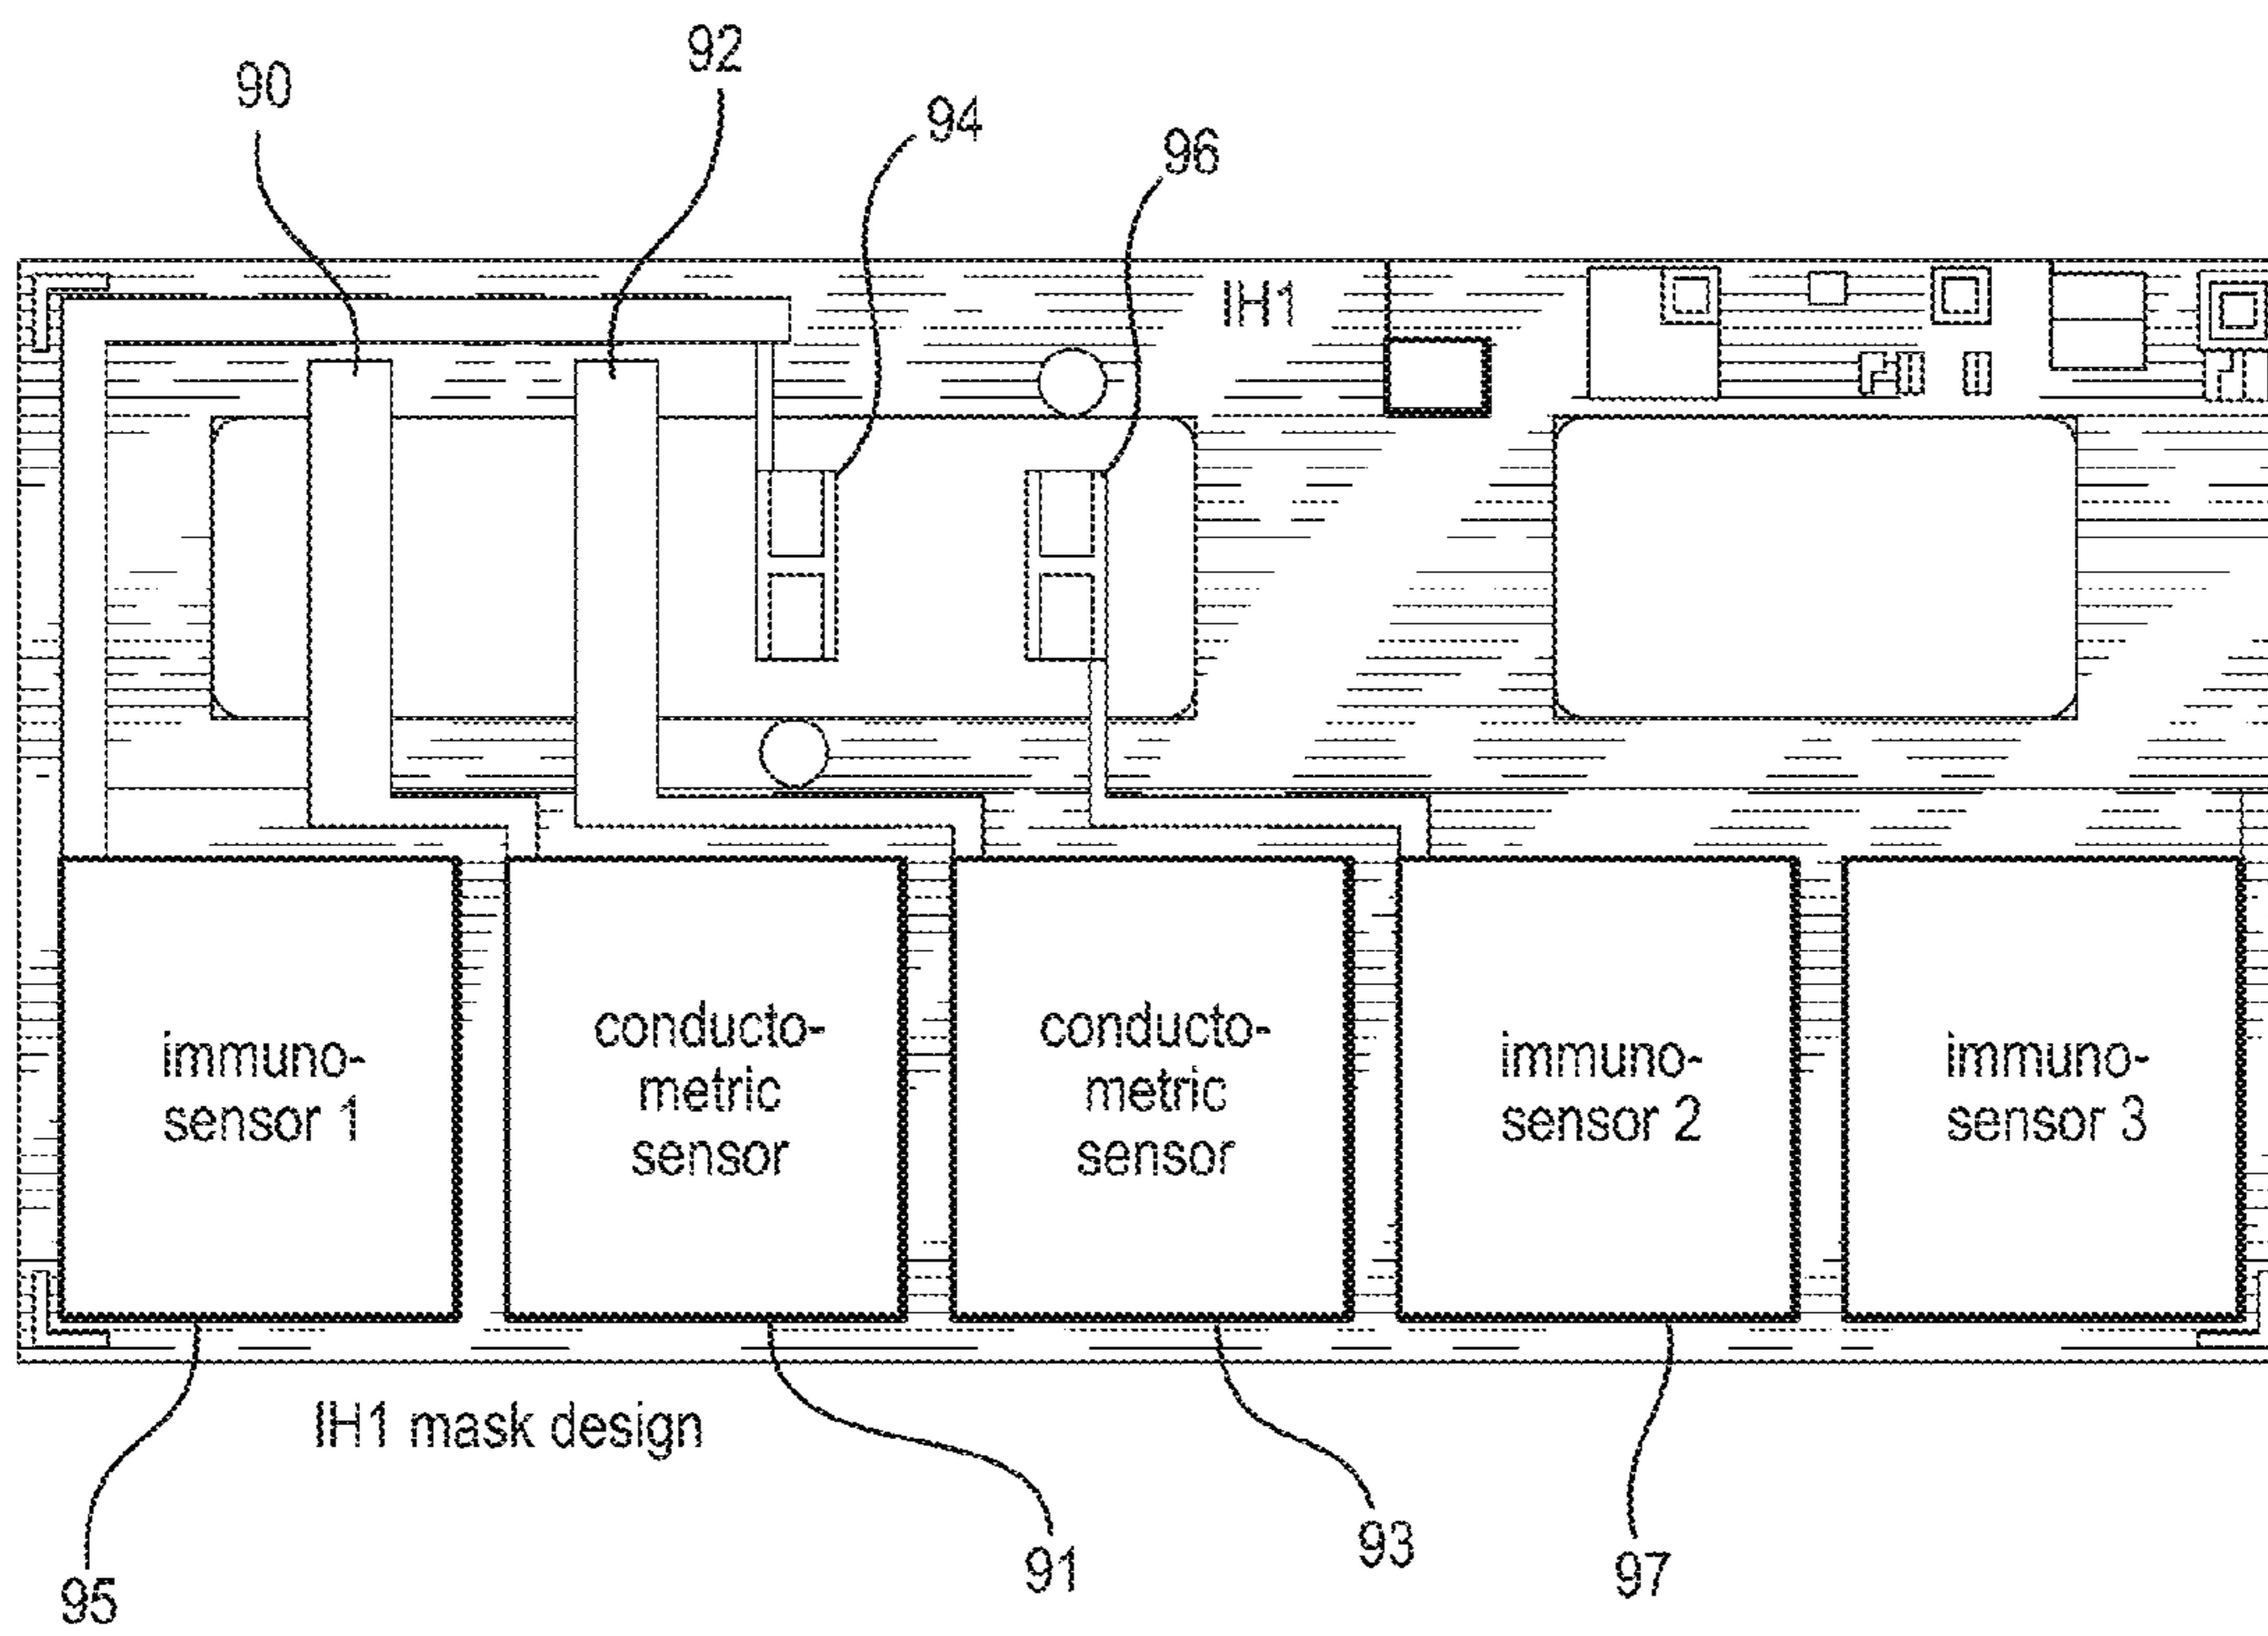 90
92
94
96
IH1
immuno-
sensor 1
conducto-
metric
sensor
conducto-
metric
sensor
immuno-
sensor 2
immuno-
sensor 3
IH1 mask design
95
91
93
97